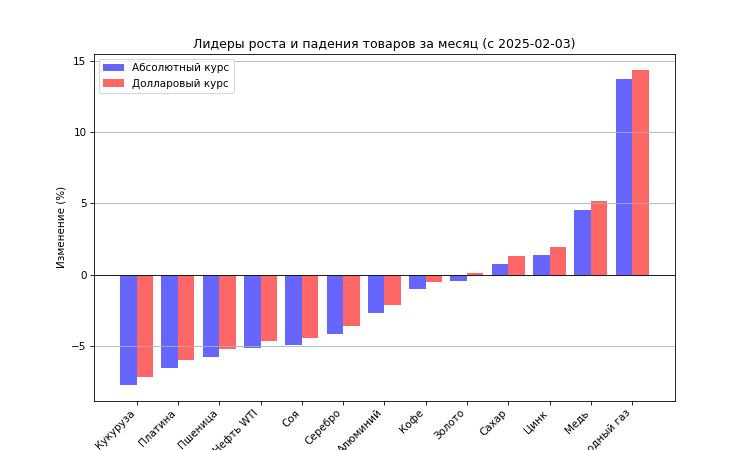 Лидеры роста и падения товаров за месяц (с 2025-02-03)
Абсолютный курс
Долларовый курс
Изменение (%)
15
10
5
0
−5
Кукуруза
Платина
Пшеница
Нефть WTI
Соя
Серебро
Алюминий
Кофе
Золото
Сахар
Цинк
Медь
газ